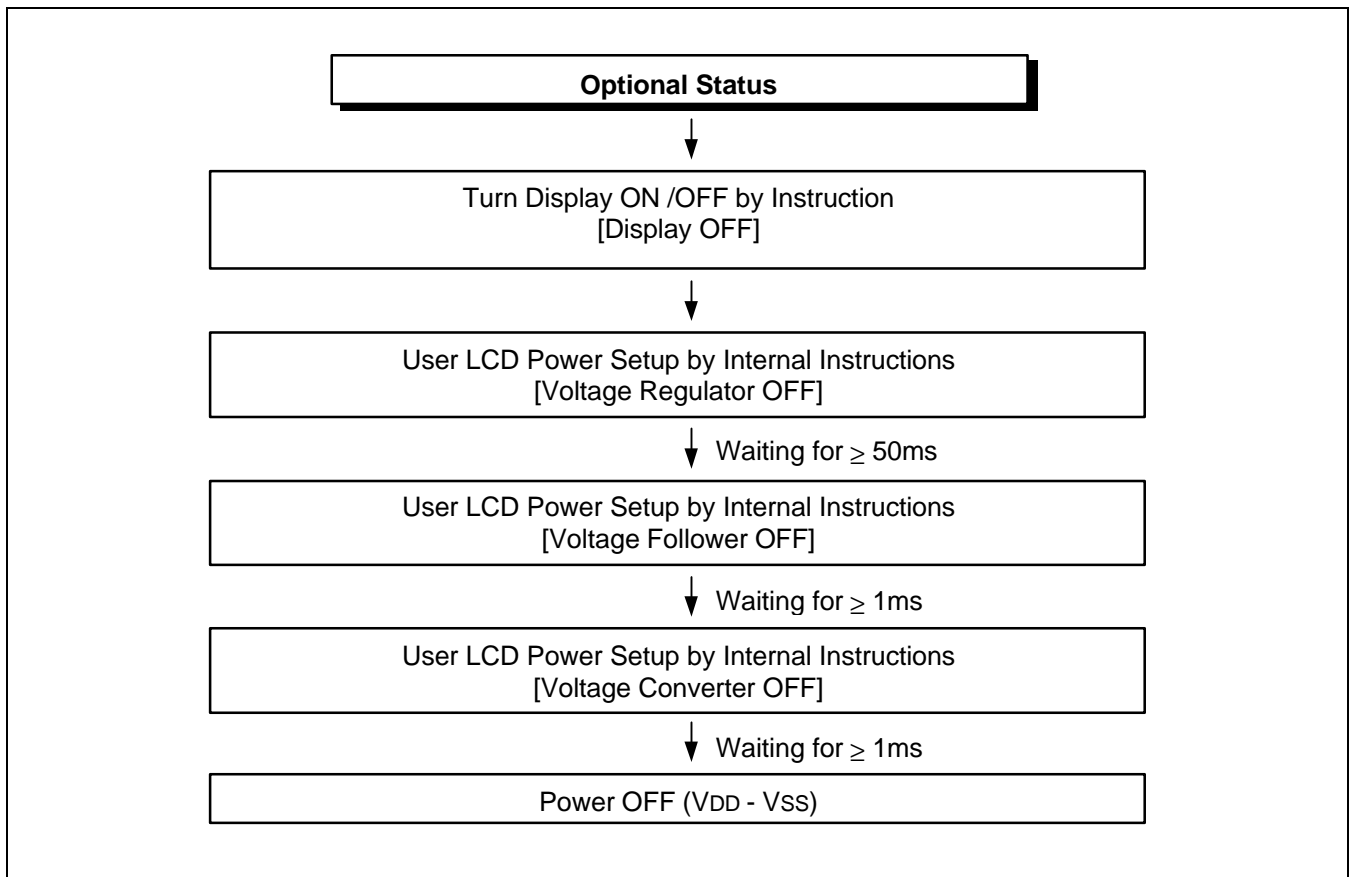 Optional Status
Turn Display ON /OFF by Instruction
[Display OFF]
User LCD Power Setup by Internal Instructions
[Voltage Regulator OFF]
Waiting for ≥ 50ms
User LCD Power Setup by Internal Instructions
[Voltage Follower OFF]
Waiting for ≥ 1ms
User LCD Power Setup by Internal Instructions
[Voltage Converter OFF]
Waiting for ≥ 1ms
Power OFF (VDD - VSS)